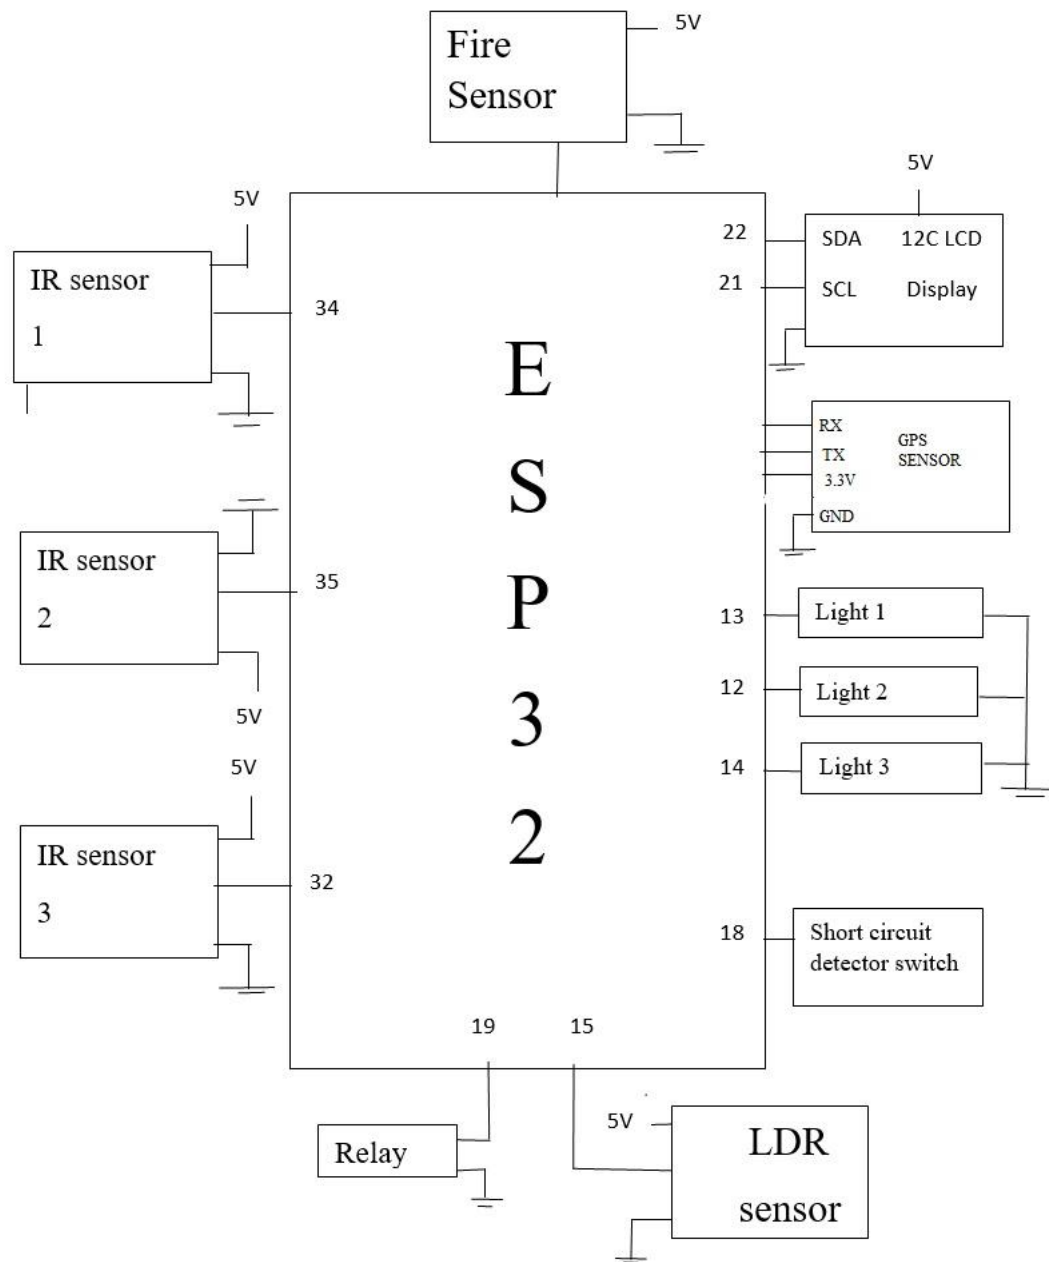 Fire
Sensor
5V
5V
IR sensor
1
34
22
21
5V
SDA 12C LCD
SCL Display
E
S
P
3
2
RX
TX
3.3V
GND
GPS
SENSOR
IR sensor
2
35
5V
13
Light 1
12
Light 2
14
Light 3
5V
IR sensor
3
32
18
Short circuit
detector switch
19
15
Relay
5V
LDR
sensor